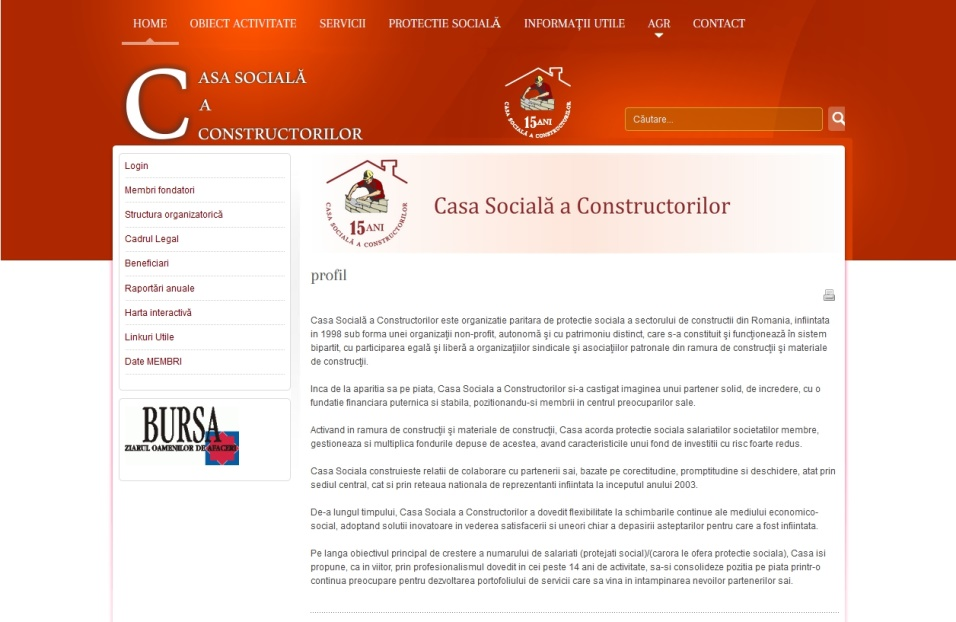 HOME OBIECT ACTIVITATE SERVICII PROTECTIE SOCIALĂ INFORMAŢII UTILE AGR CONTACT
CASA SOCIALĂ
A
CONSTRUCTORILOR
15 ANI
CASA SOCIALĂ A CONSTRUCTORILOR
Căutare...
Login
Membri fondatori
Structura organizatorică
Cadrul Legal
Beneficiari
Raportări anuale
Harta interactivă
Linkuri Utile
Date MEMBRI
BURSA
ZIARUL OAMENILOR DE AFACERI
15 ANI
CASA SOCIALĂ A CONSTRUCTORILOR
Casa Socială a Constructorilor
profil
Casa Socială a Constructorilor este organizatie paritara de protectie sociala a sectorului de constructii din Romania, infiintata
in 1998 sub forma unei organizaţii non-profit, autonomă şi cu patrimoniu distinct, care s-a constituit şi funcţionează în sistem
bipartit, cu participarea egală şi liberă a organizaţiilor sindicale şi asociaţiilor patronale din ramura de construcţii şi materiale
de construcţii.
Inca de la aparitia sa pe piata, Casa Sociala a Constructorilor si-a castigat imaginea unui partener solid, de incredere, cu o
fundatie financiara puternica si stabila, pozitionandu-si membrii in centrul preocuparilor sale.
Activand in ramura de construcţii şi materiale de construcţii, Casa acorda protectie sociala salariatilor societatilor membre,
gestioneaza si multiplica fondurile depuse de acestea, avand caracteristicile unui fond de investitii cu risc foarte redus.
Casa Sociala construieste relatii de colaborare cu partenerii sai, bazate pe corectitudine, promptitudine si deschidere, atat prin
sediul central, cat si prin reteaua nationala de reprezentanti infiintata la inceputul anului 2003.
De-a lungul timpului, Casa Sociala a Constructorilor a dovedit flexibilitate la schimbarile continue ale mediului economico-
social, adoptand solutii inovatoare in vederea satisfacerii si uneori chiar a depasirii asteptarilor pentru care a fost infiintata.
Pe langa obiectivul principal de crestere a numarului de salariati (protejati social)/(carora le ofera protectie sociala), Casa isi
propune, ca in viitor, prin profesionalismul dovedit in cei peste 14 ani de activitate, sa-si consolideze pozitia pe piata printr-o
continua preocupare pentru dezvoltarea portofoliului de servicii care sa vina in intampinarea nevoilor partenerilor sai.